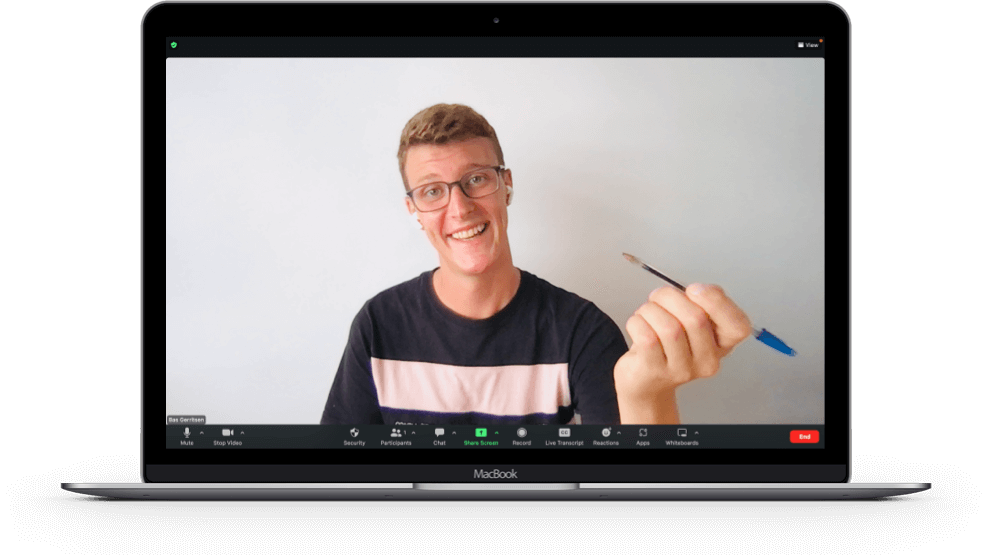 View
Bas Gerritsen
Mute
Stop Video
Security
Participants
1
Chat
Share Screen
Record
CC
Live Transcript
Reactions
Apps
Whiteboards
End
MacBook